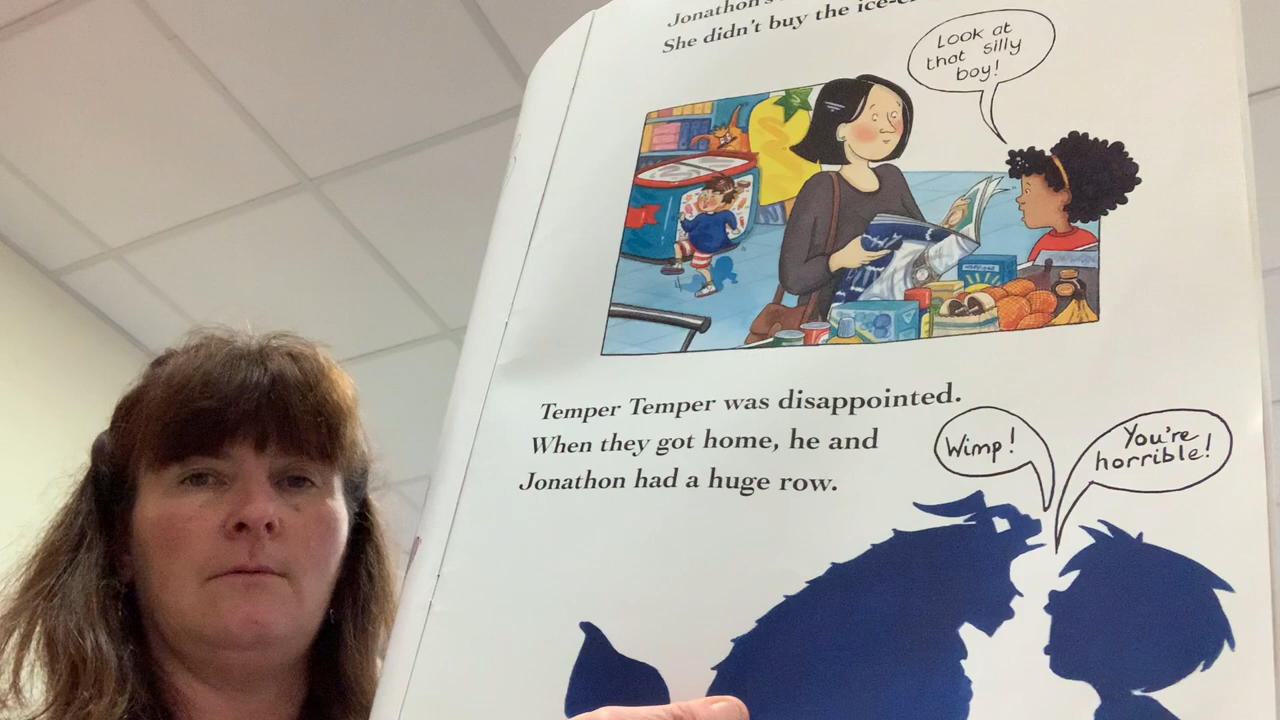 Jonathon's
She didn't buy the
Look at
that silly
boy!
Temper Temper was disappointed.
When they got home, he and
Jonathon had a huge row.
Wimp!
You're
horrible!